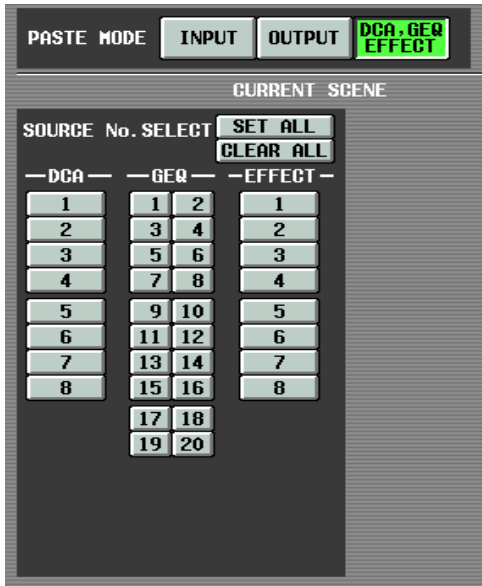 PASTE MODE INPUT OUTPUT DCA,GEQ
EFFECT
CURRENT SCENE
SOURCE No.SELECT SET ALL
CLEAR ALL
DCA GEQ EFFECT
1 1 2 1
2 3 4 2
3 5 6 3
4 7 8 4
5 9 10 5
6 11 12 6
7 13 14 7
8 15 16 8
17 18
19 20